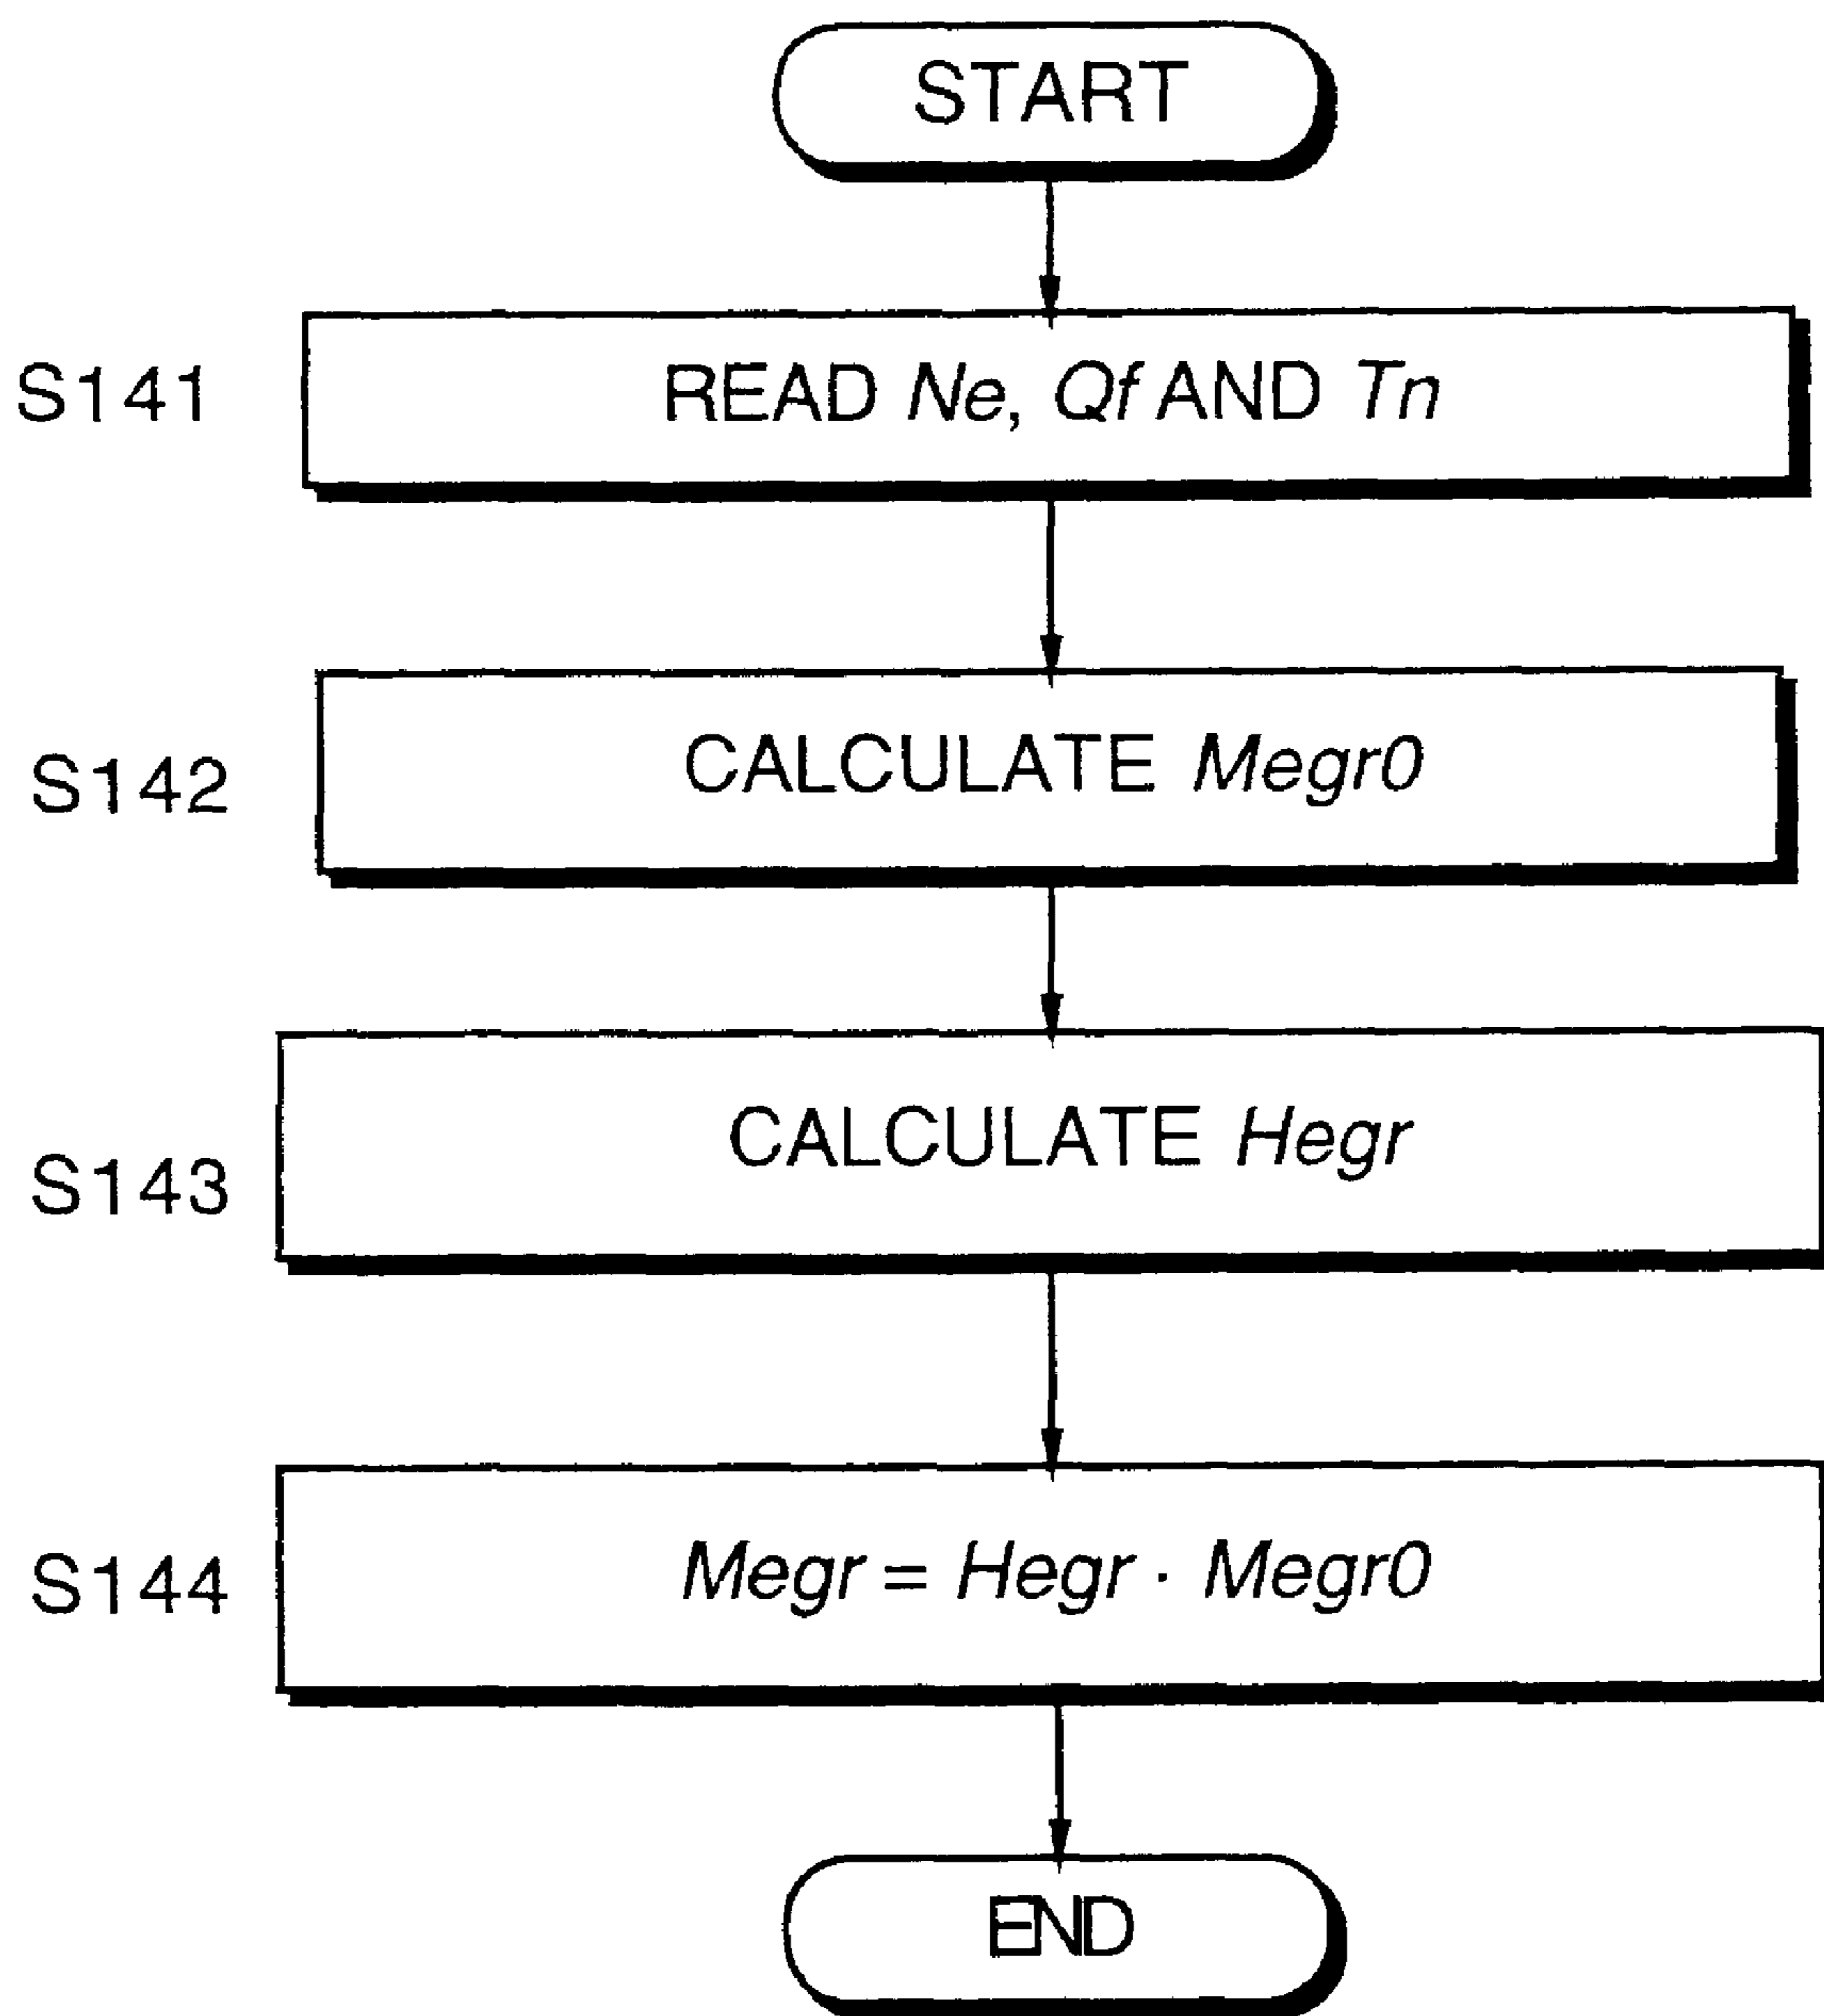 START
S141
READ Ne, Qf AND Tn
S142
CALCULATE Megr0
S143
CALCULATE Hegr
S144
Megr = Hegr · Megr0
END